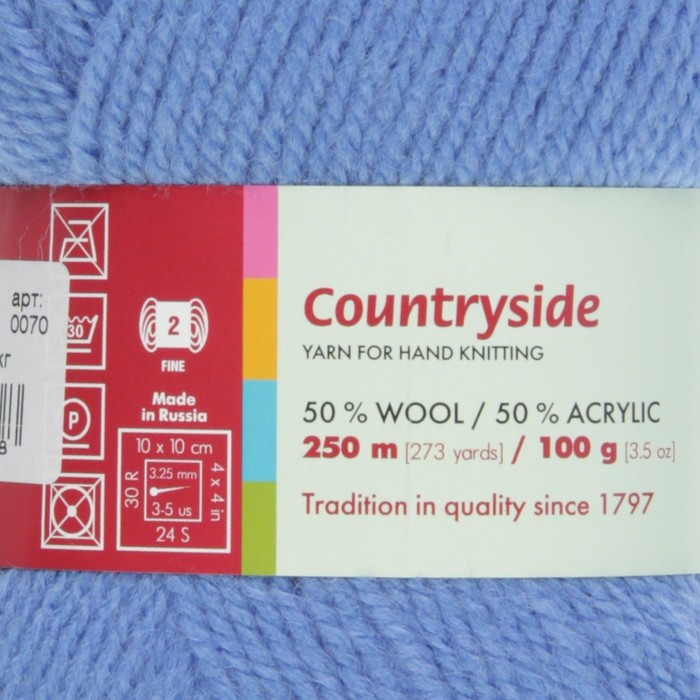 арт:
0070
кг
8
30
P
2
FINE
Made
in Russia
10 x 10 cm
30 R
3.25 mm
3-5 us
4 x 4 in
24 S
Countryside
YARN FOR HAND KNITTING
50 % WOOL / 50 % ACRYLIC
250 m [273 yards] / 100 g [3.5 oz]
Tradition in quality since 1797